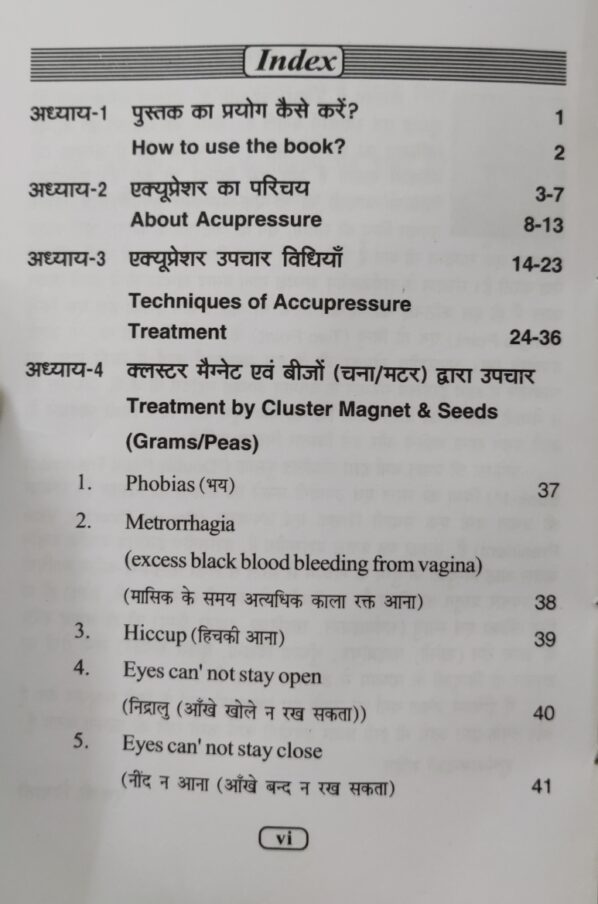 Index
अध्याय-1 पुस्तक का प्रयोग कैसे करें? 1
How to use the book? 2
अध्याय-2 एक्यूप्रेशर का परिचय 3-7
About Acupressure 8-13
अध्याय-3 एक्यूप्रेशर उपचार विधियाँ 14-23
Techniques of Accupressure
Treatment 24-36
अध्याय-4 क्लस्टर मैग्नेट एवं बीजों (चना/मटर) द्वारा उपचार
Treatment by Cluster Magnet & Seeds
(Grams/Peas)
1. Phobias (भय) 37
2. Metrorrhagia
(excess black blood bleeding from vagina)
(मासिक के समय अत्यधिक काला रक्त आना) 38
3. Hiccup (हिचकी आना) 39
4. Eyes can' not stay open
(निद्रालु (आँखे खोले न रख सकता)) 40
5. Eyes can' not stay close
(नींद न आना (आँखे बन्द न रख सकता) 41
vi